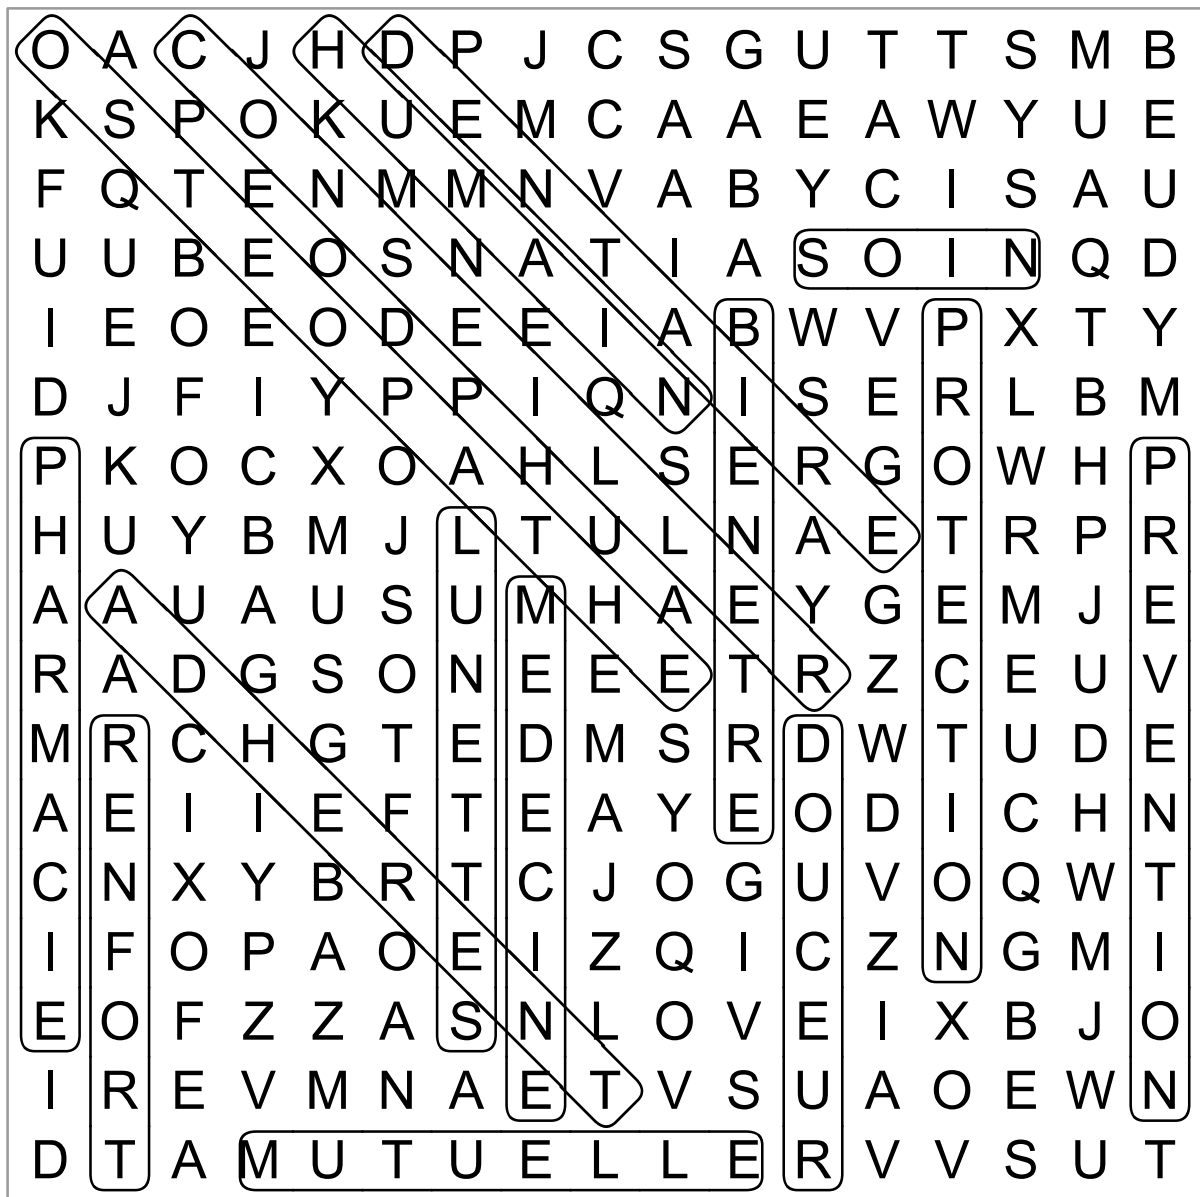 O A C J H D P J C S G U T T S M B
K S P O K U E M C A A E A W Y U E
F Q T E N M M N V A B Y C I S A U
U U B E O S N A T I A S O I N Q D
I E O E O D E E I A B W V P X T Y
D J F I Y P P I Q N I S E R L B M
P K O C X O A H L S E R G O W H P
H U Y B M J L T U L N A E T R P R
A A U A U S U M H A E Y G E M J E
R A D G S O N E E E T R Z C E U V
M R C H G T E D M S R D W T U D E
A E I I E F T E A Y E O D I C H N
C N X Y B R T C J O G U V O Q W T
I F O P A O E I Z Q I C Z N G M I
E O F Z Z A S N L O V E I X B J O
I R E V M N A E T V S U A O E W N
D T A M U T U E L L E R V V S U T